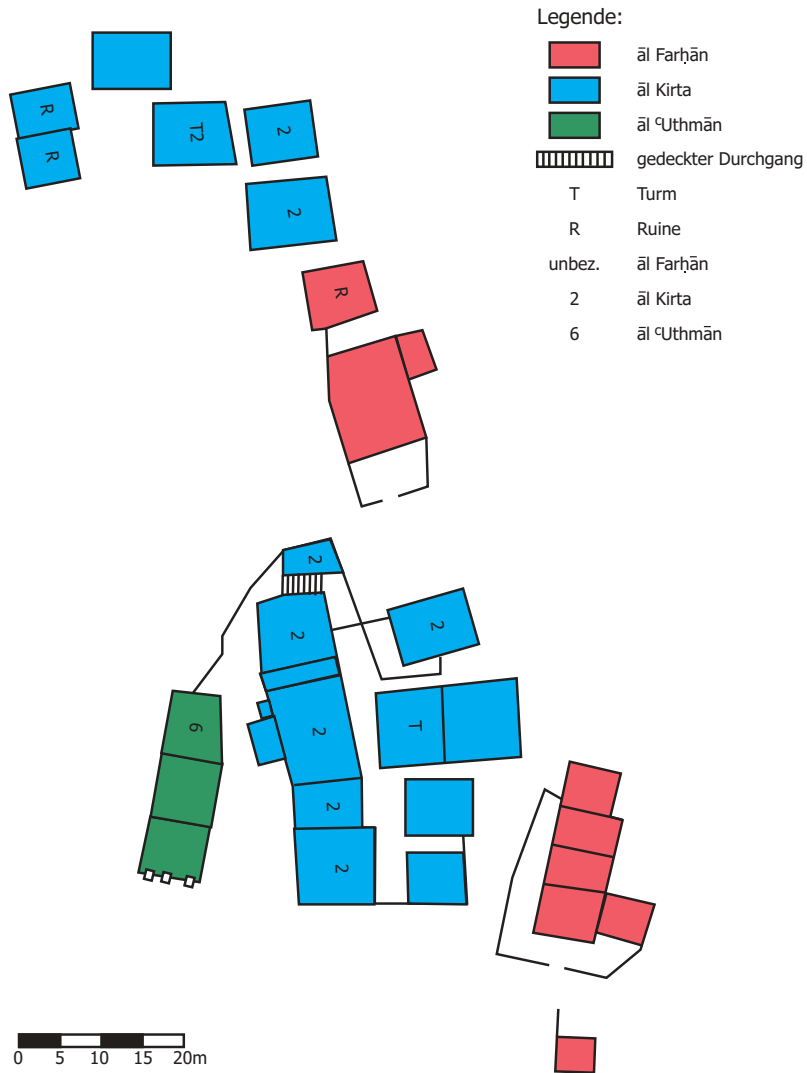 Legende:
āl Farḥān
āl Kirta
āl ᶜUthmān
gedeckter Durchgang
T Turm
R Ruine
unbez. āl Farḥān
2 āl Kirta
6 āl ᶜUthmān
R
R
T2
2
2
R
2
2
2
6
2
T
2
2
0 5 10 15 20m